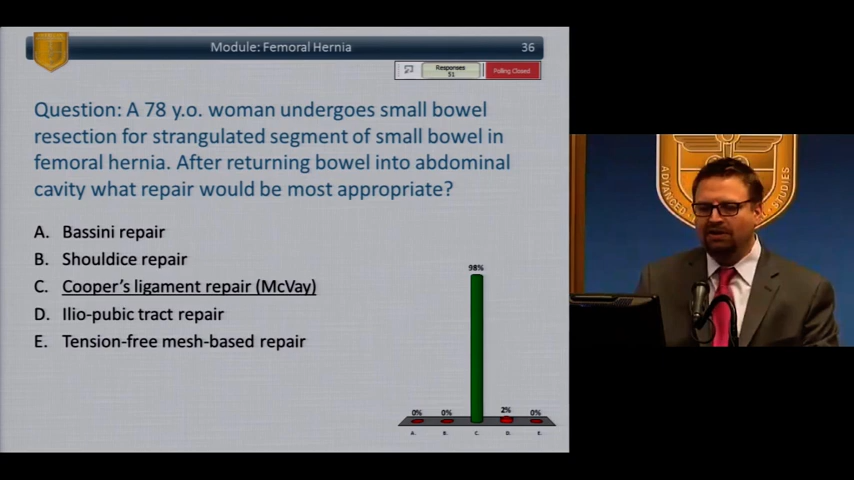 Module: Femoral Hernia
36
Responses
51
Polling Closed
Question: A 78 y.o. woman undergoes small bowel
resection for strangulated segment of small bowel in
femoral hernia. After returning bowel into abdominal
cavity what repair would be most appropriate?
A. Bassini repair
B. Shouldice repair
C. Cooper's ligament repair (McVay)
D. Ilio-pubic tract repair
E. Tension-free mesh-based repair
0%
0%
98%
2%
0%
A.
B.
C.
D.
E.
ADVANCED
STUDIES